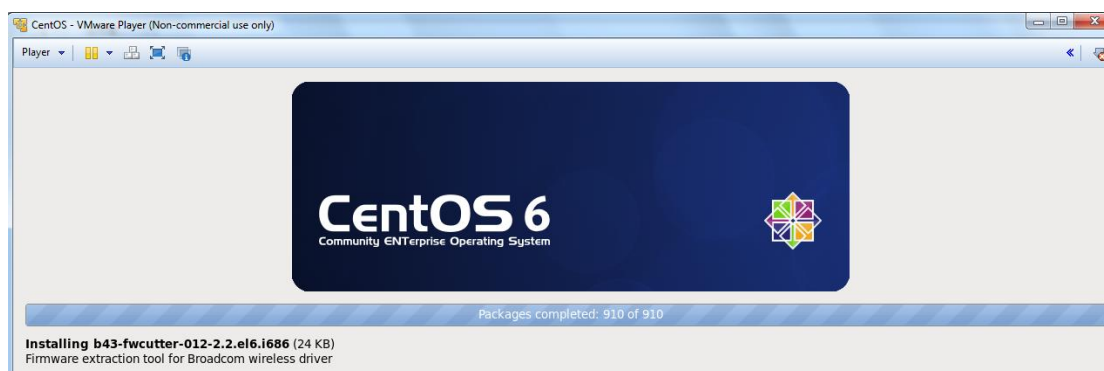 CentOS - VMware Player (Non-commercial use only)
Player
CentOS 6
Community ENTerprise Operating System
Packages completed: 910 of 910
Installing b43-fwcutter-012-2.2.el6.i686 (24 KB)
Firmware extraction tool for Broadcom wireless driver